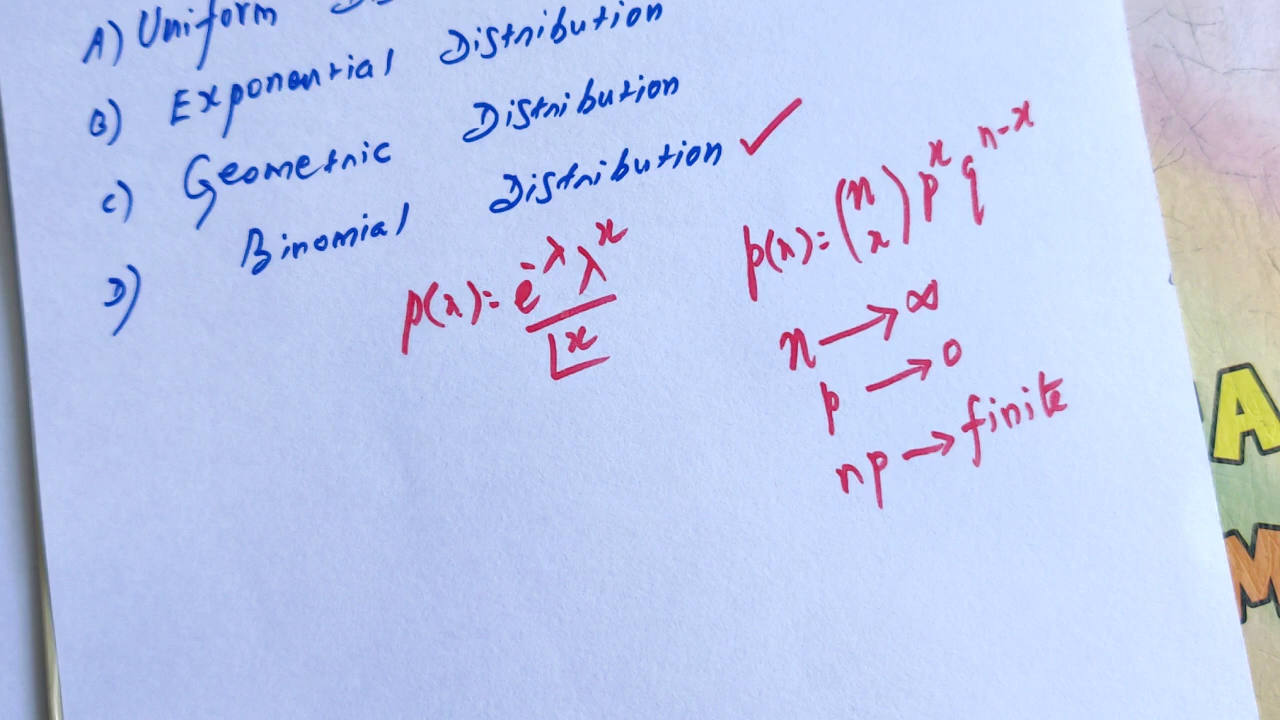 A) Uniform
B) Exponential Distribution
C) Geometric Distribution
D) Binomial Distribution ✓
p(x) = e^-λ λ^x / ⌊x
p(x) = (n x) p^x q^n-x
n → ∞
p → 0
np → finite
A
M